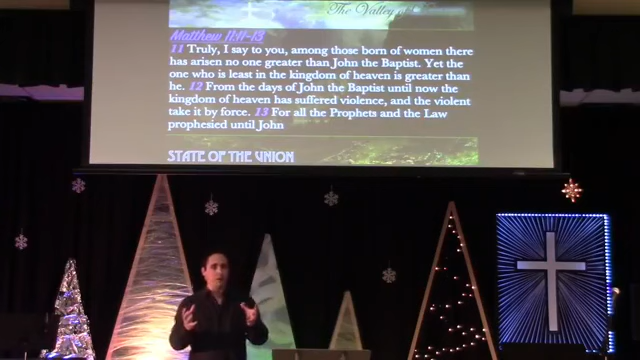 The Valley of
Matthew 11:11-13
11 Truly, I say to you, among those born of women there
has arisen no one greater than John the Baptist. Yet the
one who is least in the kingdom of heaven is greater than
he. 12 From the days of John the Baptist until now the
kingdom of heaven has suffered violence, and the violent
take it by force. 13 For all the Prophets and the Law
prophesied until John
STATE OF THE UNION